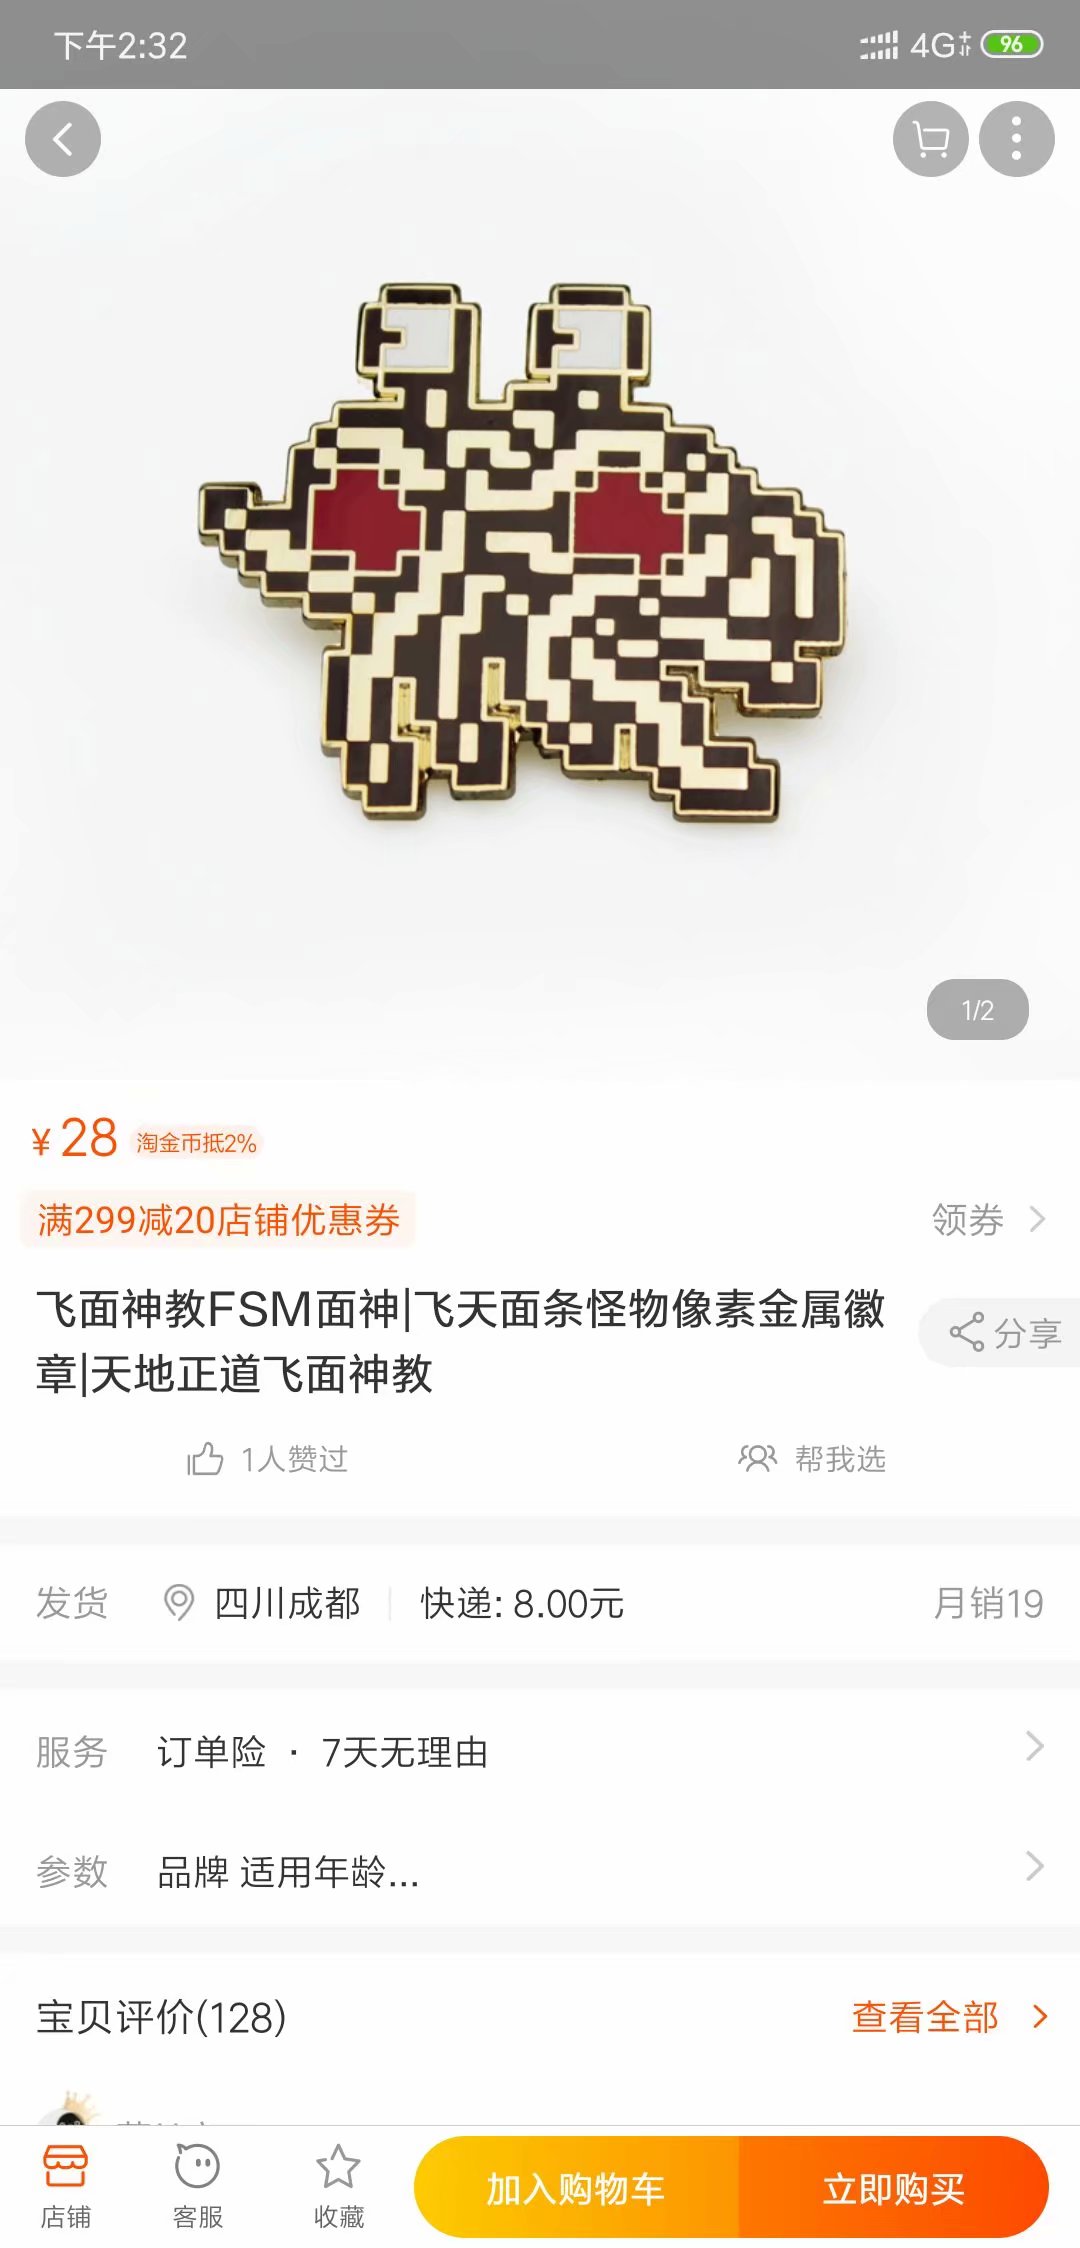 下午2:32
4G
96
1/2
¥28 淘金币抵2%
满299减20店铺优惠券
领券
飞面神教FSM面神|飞天面条怪物像素金属徽
章|天地正道飞面神教
分享
1人赞过
帮我选
发货 四川成都 快递: 8.00元 月销19
服务 订单险 · 7天无理由
参数 品牌 适用年龄...
宝贝评价(128)
查看全部
店铺
客服
收藏
加入购物车
立即购买